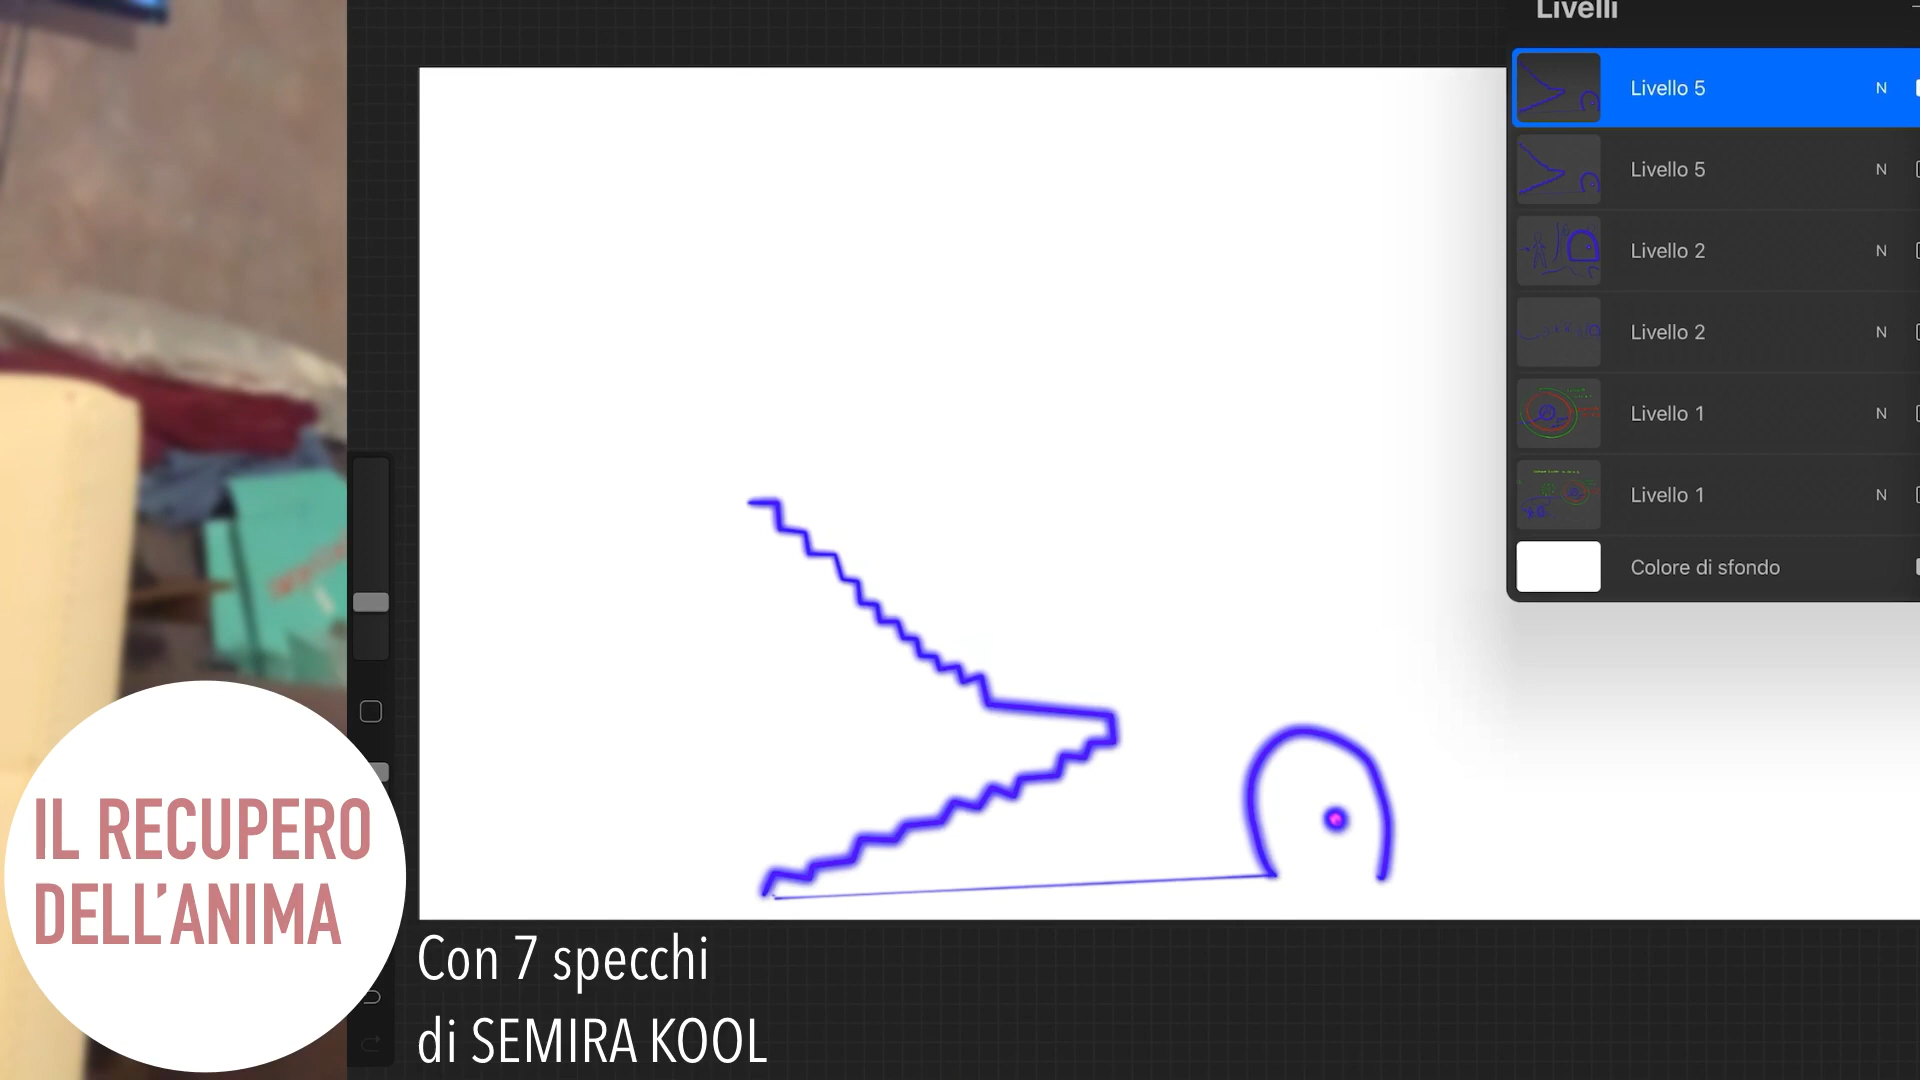 Livelli
Livello 5 N
Livello 5 N
Livello 2 N
Livello 2 N
Livello 1 N
Livello 1 N
Colore di sfondo
IL RECUPERO
DELL'ANIMA
Con 7 specchi
di SEMIRA KOOL